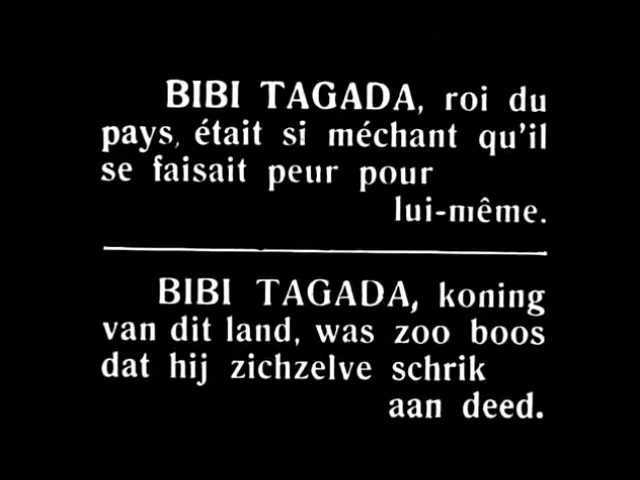 BIBI TAGADA, roi du
pays, était si méchant qu'il
se faisait peur pour
lui-même.
BIBI TAGADA, koning
van dit land, was zoo boos
dat hij zichzelve schrik
aan deed.